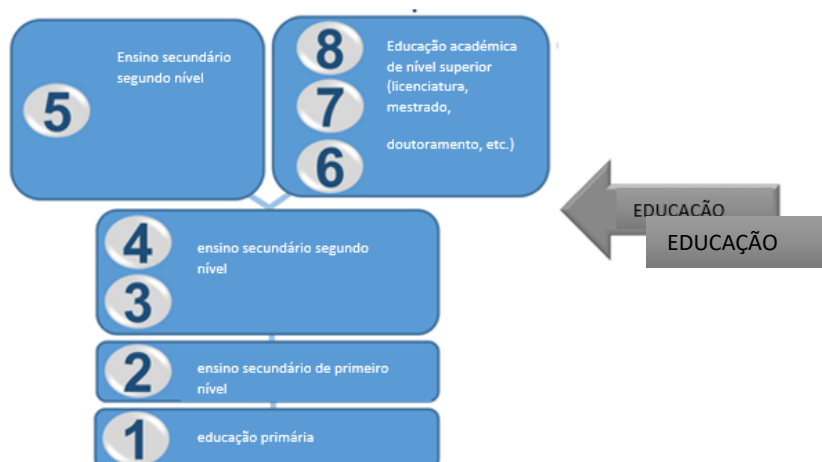 5
Ensino secundário
segundo nível
8
7
6
Educação académica
de nível superior
(licenciatura,
mestrado,
doutoramento, etc.)
EDUCAÇÃO
EDUCAÇÃO
4
3
ensino secundário segundo
nível
2
ensino secundário de primeiro
nível
1
educação primária